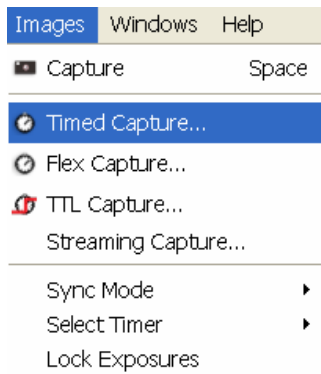 Images Windows Help
Capture Space
Timed Capture...
Flex Capture...
TTL Capture...
Streaming Capture...
Sync Mode
Select Timer
Lock Exposures